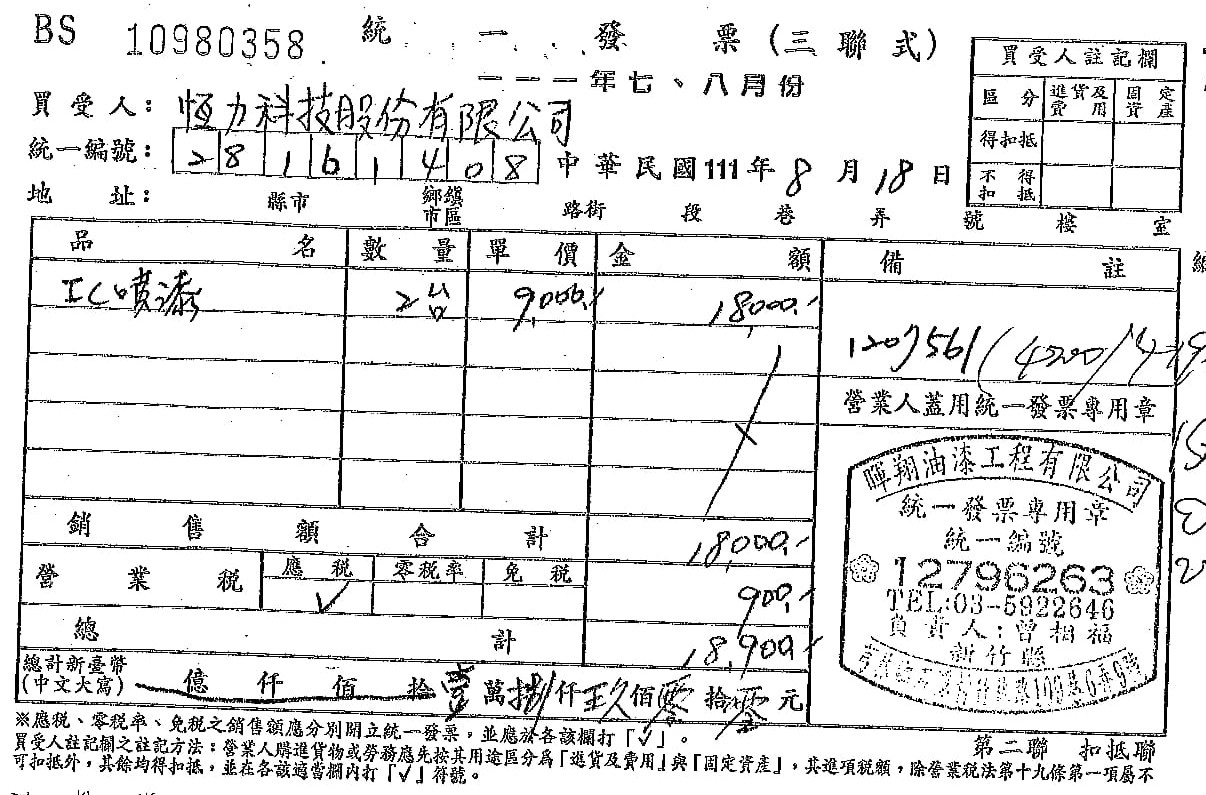 BS 10980358 統一發票(三聯式)
一一一年七、八月份
買受人註記欄
區分 進貨及費用 固定資產
得扣抵
不得扣抵
買受人: 恆力科技股份有限公司
統一編號: 28161408 中華民國111年8月18日
地址: 縣市 鄉鎮市區 路街 段 巷 弄 號 樓 室
品名 數量 單價 金額 備註
IC噴漆 2台 9,000.- 18,000.-
1207561
營業人蓋用統一發票專用章
暉翔油漆工程有限公司
統一發票專用章
統一編號
12796263
TEL:03-5922646
負責人:曾相福
新竹縣
銷售額合計 18,000.-
營業稅 應稅 ✓ 零稅率 免稅 900.-
總計 18,900.-
總計新臺幣(中文大寫) 億仟佰拾壹萬捌仟玖佰零拾零元
※應稅、零稅率、免稅之銷售額應分別開立統一發票,並應於各該欄打「✓」。
第二聯 扣抵聯
買受人註記欄之註記方法:營業人購進貨物或勞務應先按其用途區分為「進貨及費用」與「固定資產」,其進項稅額,除營業稅法第十九條第一項屬不
可扣抵外,其餘均得扣抵,並在各該適當欄內打「✓」符號。